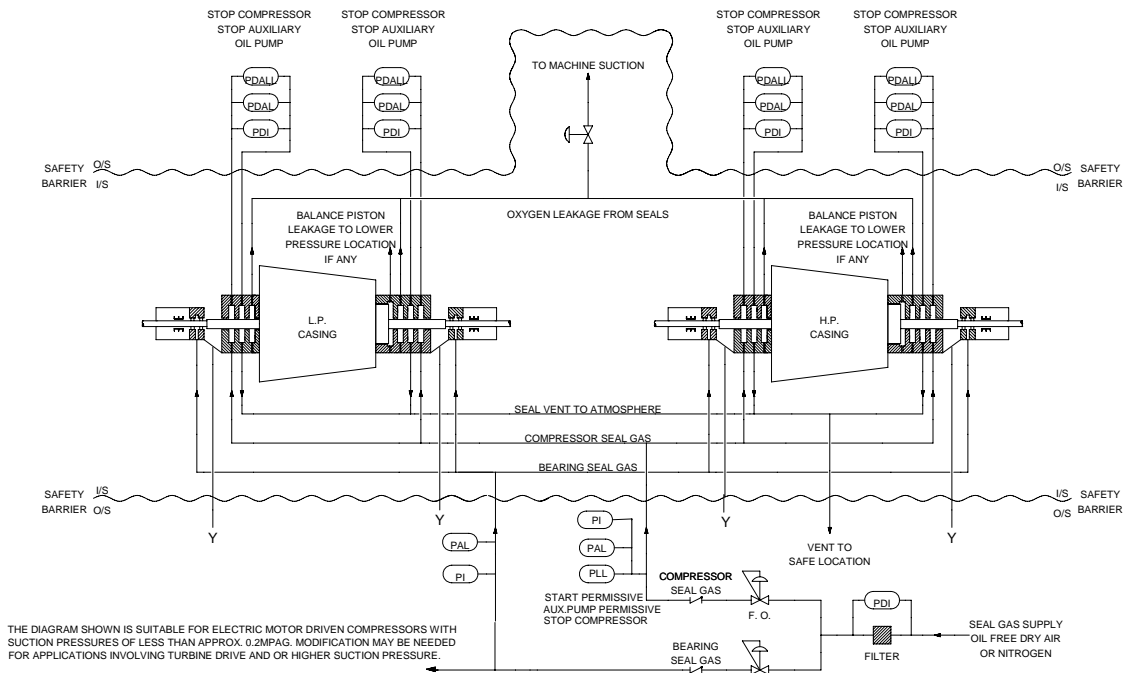 STOP COMPRESSOR
STOP AUXILIARY
OIL PUMP
STOP COMPRESSOR
STOP AUXILIARY
OIL PUMP
STOP COMPRESSOR
STOP AUXILIARY
OIL PUMP
STOP COMPRESSOR
STOP AUXILIARY
OIL PUMP
TO MACHINE SUCTION
PDALL
PDALL
PDALL
PDALL
PDAL
PDAL
PDAL
PDAL
PDI
PDI
PDI
PDI
SAFETY
BARRIER
O/S
I/S
O/S
I/S
SAFETY
BARRIER
BALANCE PISTON
LEAKAGE TO LOWER
PRESSURE LOCATION
IF ANY
OXYGEN LEAKAGE FROM SEALS
BALANCE PISTON
LEAKAGE TO LOWER
PRESSURE LOCATION
IF ANY
L.P.
CASING
H.P.
CASING
SEAL VENT TO ATMOSPHERE
COMPRESSOR SEAL GAS
BEARING SEAL GAS
SAFETY
BARRIER
I/S
O/S
I/S
O/S
SAFETY
BARRIER
Y
Y
Y
Y
PAL
PI
PI
PAL
PLL
VENT TO
SAFE LOCATION
COMPRESSOR
SEAL GAS
START PERMISSIVE
AUX.PUMP PERMISSIVE
STOP COMPRESSOR
F. O.
PDI
FILTER
SEAL GAS SUPPLY
OIL FREE DRY AIR
OR NITROGEN
BEARING
SEAL GAS
THE DIAGRAM SHOWN IS SUITABLE FOR ELECTRIC MOTOR DRIVEN COMPRESSORS WITH
SUCTION PRESSURES OF LESS THAN APPROX. 0.2MPAG. MODIFICATION MAY BE NEEDED
FOR APPLICATIONS INVOLVING TURBINE DRIVE AND OR HIGHER SUCTION PRESSURE.